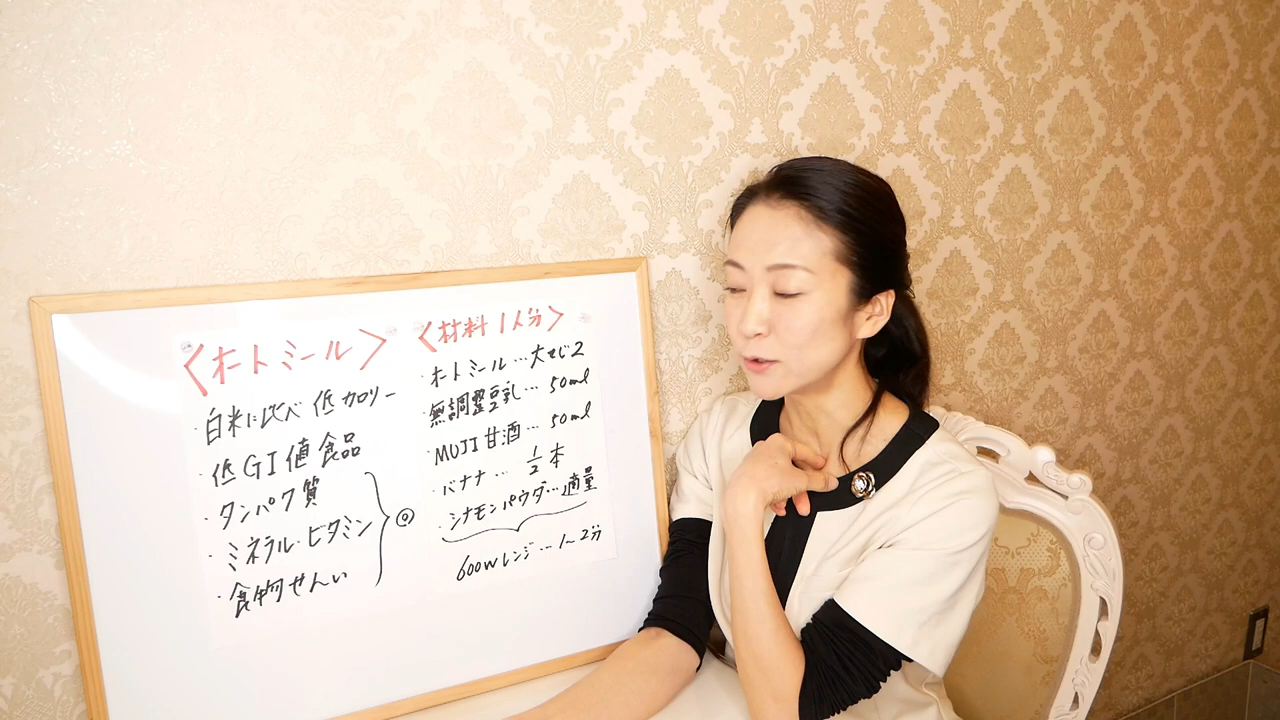 〈オートミール〉
・白米に比べ 低カロリー
・低GI値食品
・タンパク質
・ミネラル・ビタミン
・食物せんい
◎
〈材料 1人分〉
・オートミール…大さじ2
・無調整豆乳… 50ml
・MUJI 甘酒… 50ml
・バナナ… 1/2本
・シナモンパウダー…適量
600wレンジ…1〜2分